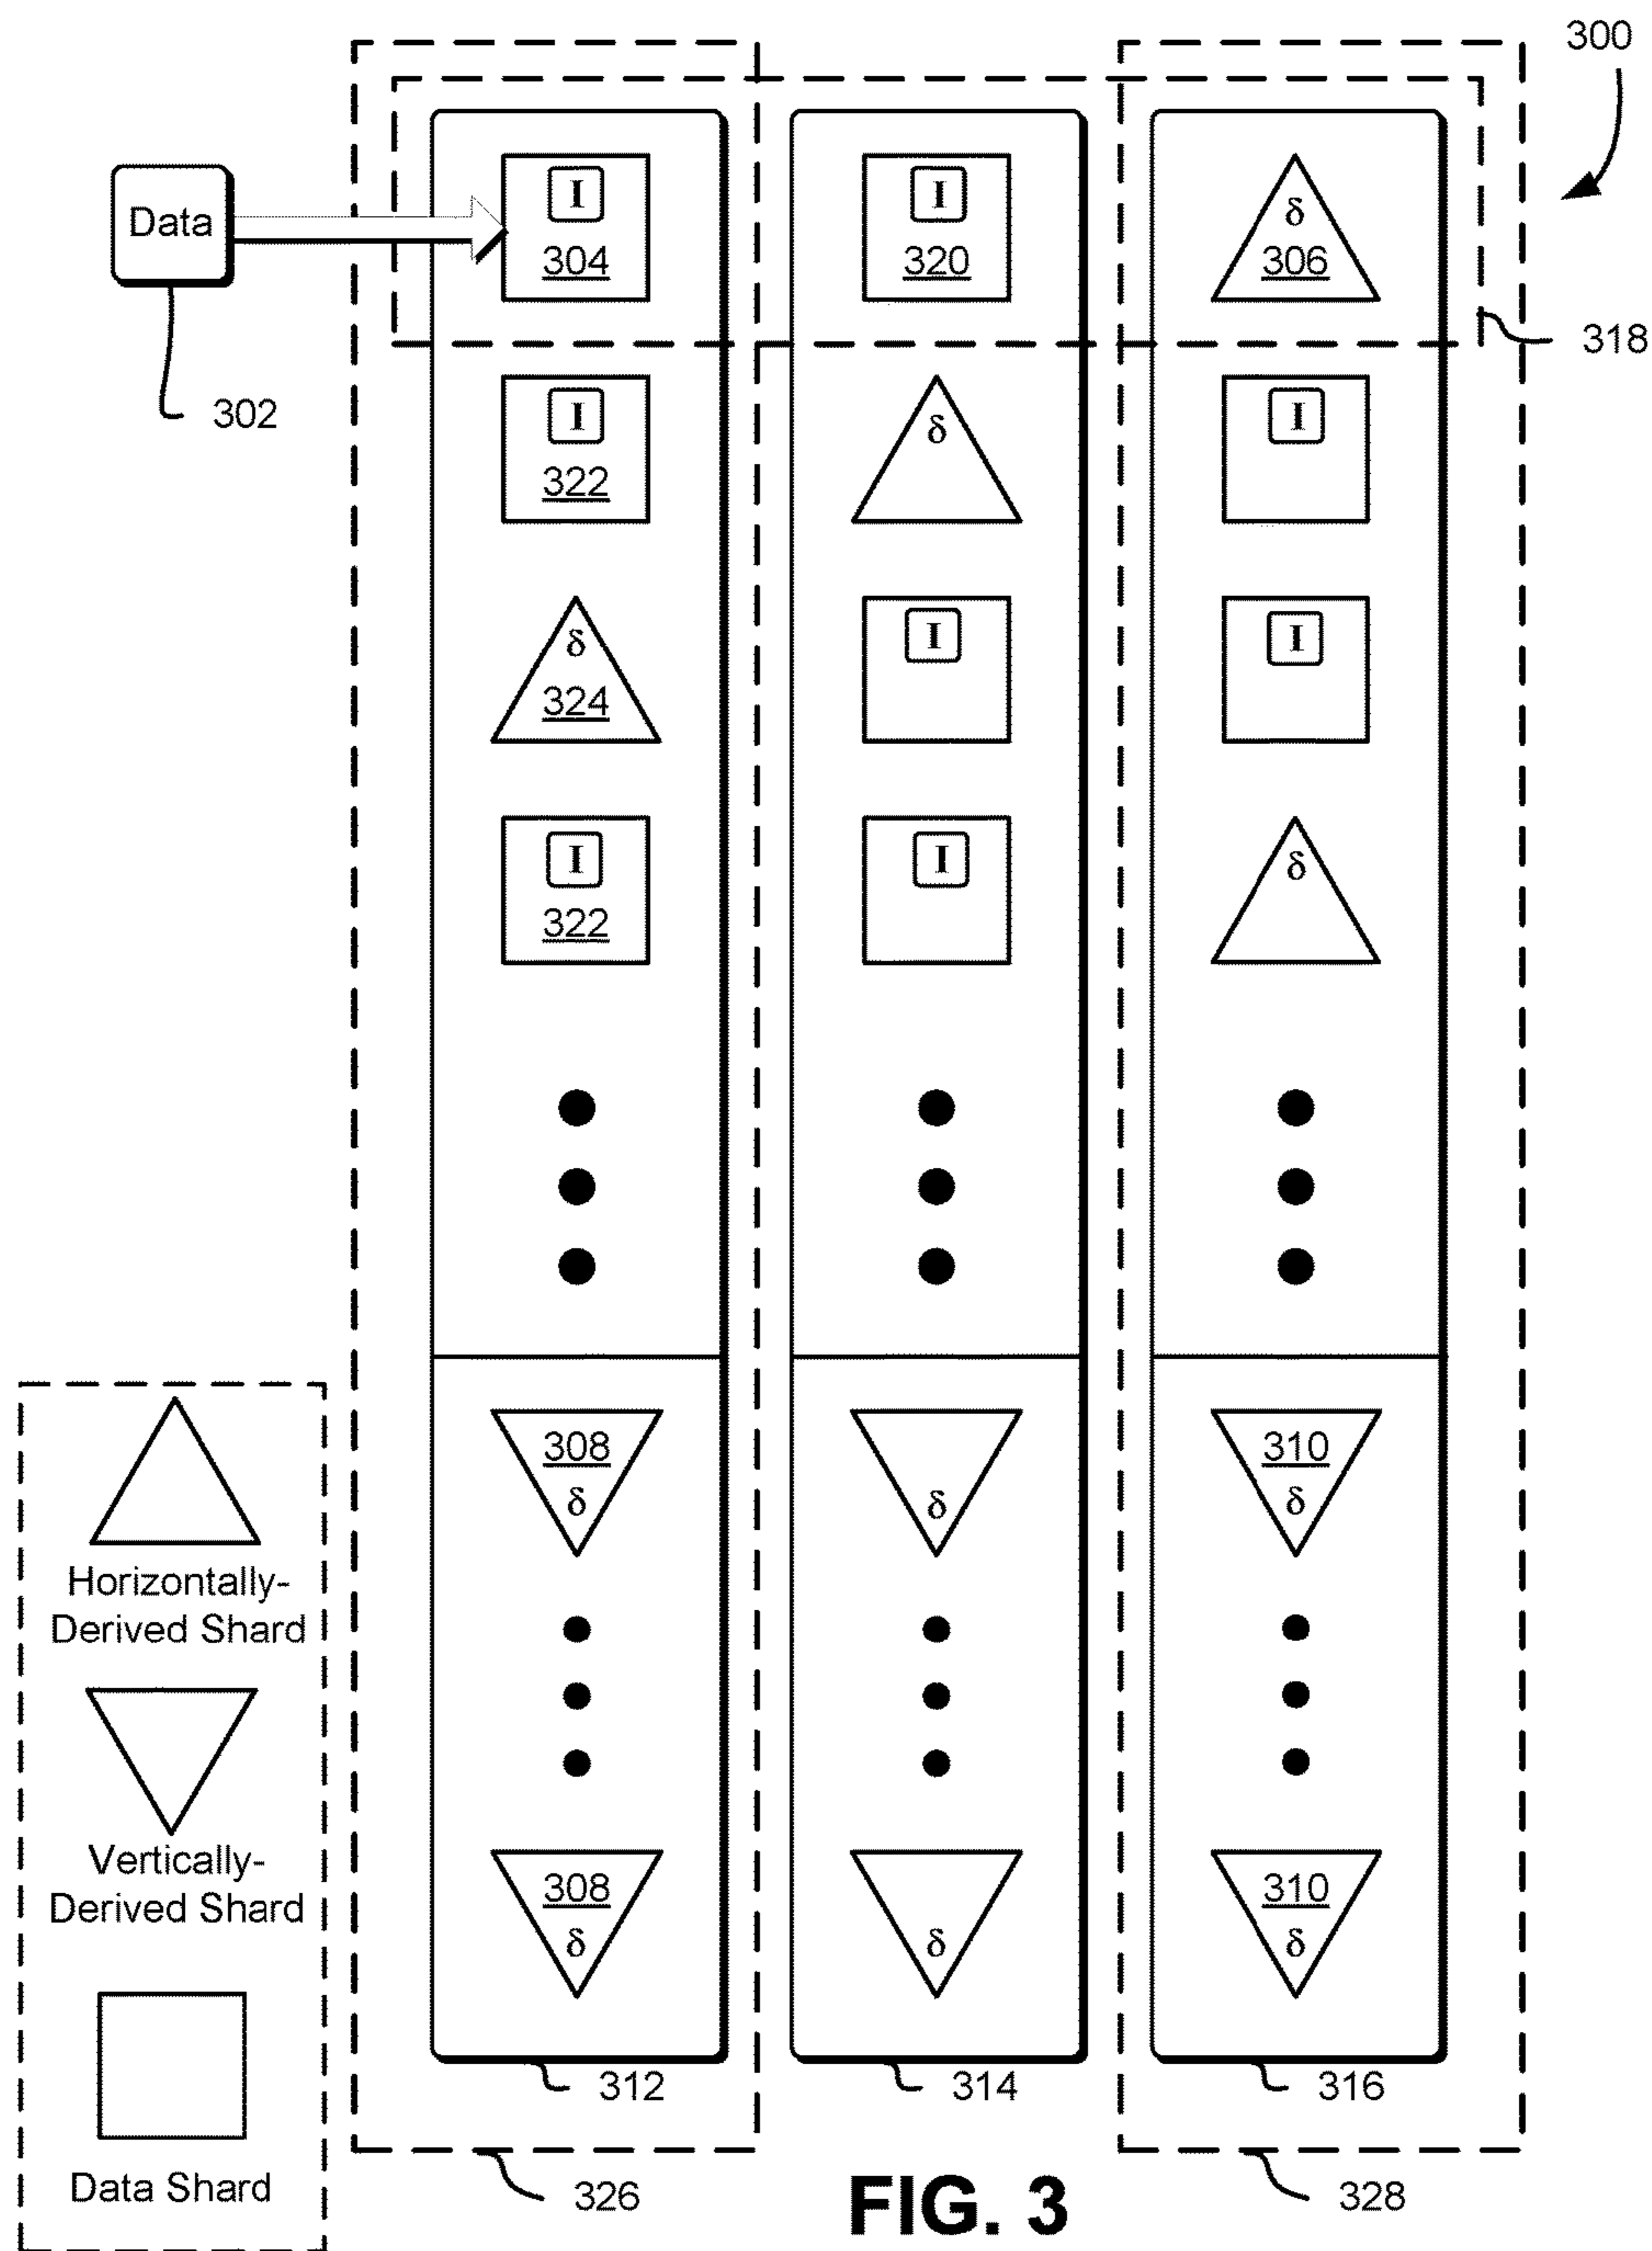 300
Data
I
304
I
320
δ
306
318
302
I
322
δ
I
δ
324
I
I
I
322
I
δ
308
δ
δ
310
δ
Horizontally-
Derived Shard
Vertically-
Derived Shard
308
δ
δ
310
δ
312
314
316
Data Shard
326
328
FIG. 3